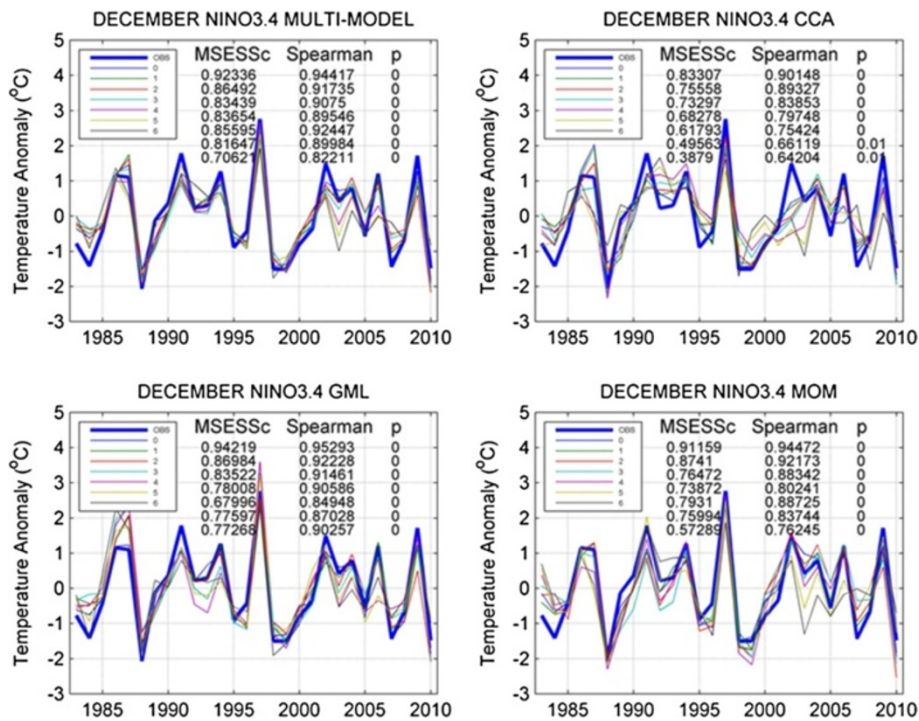 DECEMBER NINO3.4 MULTI-MODEL
Temperature Anomaly (°C)
5
4
3
2
1
0
-1
-2
-3
OBS
0
1
2
3
4
5
6
MSESSc Spearman p
0.92336 0.94417 0
0.86492 0.91735 0
0.83439 0.9075 0
0.83654 0.89546 0
0.85595 0.92447 0
0.81647 0.89984 0
0.70621 0.82211 0
1985 1990 1995 2000 2005 2010
DECEMBER NINO3.4 CCA
Temperature Anomaly (°C)
5
4
3
2
1
0
-1
-2
-3
OBS
0
1
2
3
4
5
6
MSESSc Spearman p
0.83307 0.90148 0
0.75558 0.89327 0
0.73297 0.83853 0
0.68278 0.79748 0
0.61793 0.75424 0
0.49563 0.66119 0.01
0.3879 0.64204 0.01
1985 1990 1995 2000 2005 2010
DECEMBER NINO3.4 GML
Temperature Anomaly (°C)
5
4
3
2
1
0
-1
-2
-3
OBS
0
1
2
3
4
5
6
MSESSc Spearman p
0.94219 0.95293 0
0.86984 0.92228 0
0.83522 0.91461 0
0.78008 0.90586 0
0.67996 0.84948 0
0.77597 0.87028 0
0.77268 0.90257 0
1985 1990 1995 2000 2005 2010
DECEMBER NINO3.4 MOM
Temperature Anomaly (°C)
5
4
3
2
1
0
-1
-2
-3
OBS
0
1
2
3
4
5
6
MSESSc Spearman p
0.91159 0.94472 0
0.8741 0.92173 0
0.76472 0.88342 0
0.73872 0.80241 0
0.7931 0.88725 0
0.75994 0.83744 0
0.57289 0.76245 0
1985 1990 1995 2000 2005 2010